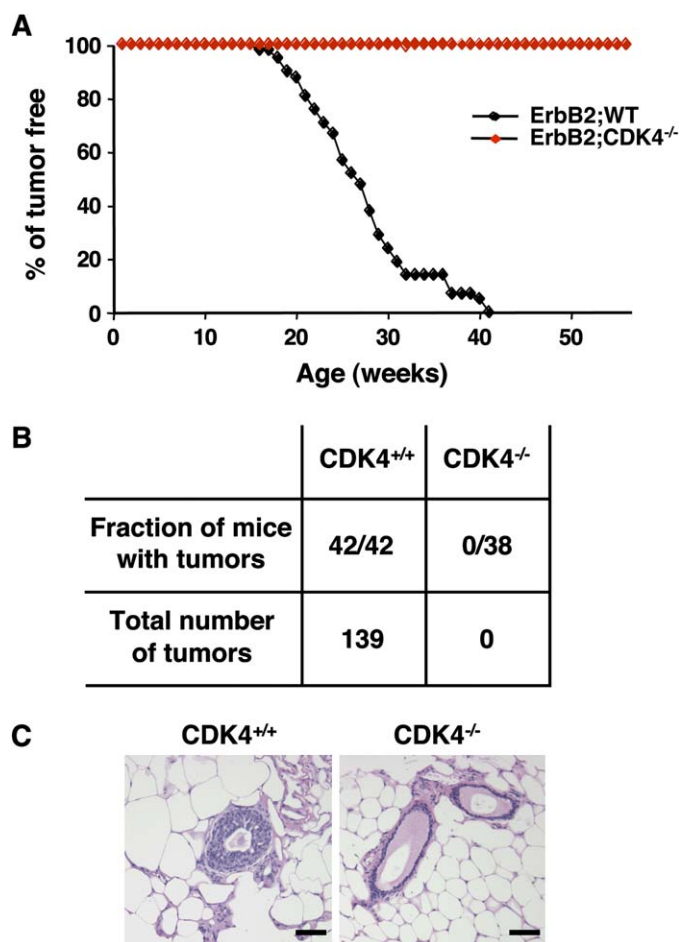 A
100
80
60
40
20
0
% of tumor free
ErbB2;WT
ErbB2;CDK4⁻/⁻
0 10 20 30 40 50
Age (weeks)
B
CDK4⁺/⁺ CDK4⁻/⁻
Fraction of mice
with tumors
42/42 0/38
Total number
of tumors
139 0
C
CDK4⁺/⁺ CDK4⁻/⁻